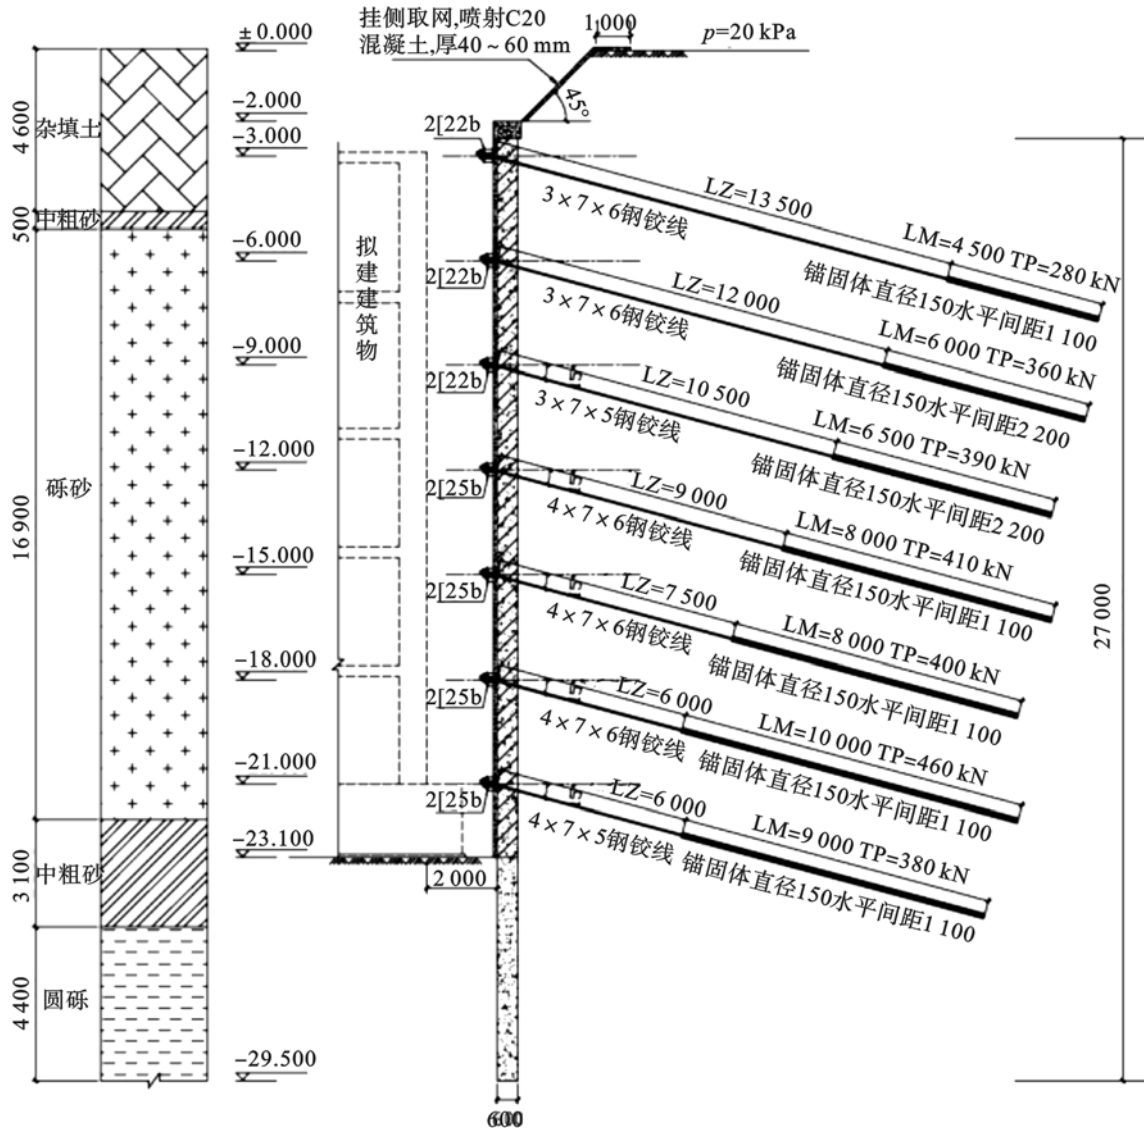 挂侧取网,喷射C20
混凝土,厚40~60 mm
1 000
p=20 kPa
45°
±0.000
-2.000
-3.000
-6.000
-9.000
-12.000
-15.000
-18.000
-21.000
-23.100
-29.500
4 600
杂填土
500
中粗砂
16 900
砾砂
3 100
中粗砂
4 400
圆砾
拟建建筑物
2[22b
LZ=13 500
3×7×6钢铰线
LM=4 500 TP=280 kN
锚固体直径150水平间距1 100
2[22b
LZ=12 000
3×7×6钢铰线
LM=6 000 TP=360 kN
锚固体直径150水平间距2 200
2[22b
LZ=10 500
3×7×5钢铰线
LM=6 500 TP=390 kN
锚固体直径150水平间距2 200
2[25b
LZ=9 000
4×7×6钢铰线
LM=8 000 TP=410 kN
锚固体直径150水平间距1 100
2[25b
LZ=7 500
4×7×6钢铰线
LM=8 000 TP=400 kN
锚固体直径150水平间距1 100
2[25b
LZ=6 000
4×7×6钢铰线
LM=10 000 TP=460 kN
锚固体直径150水平间距1 100
2[25b
LZ=6 000
4×7×5钢铰线
LM=9 000 TP=380 kN
锚固体直径150水平间距1 100
2 000
27 000